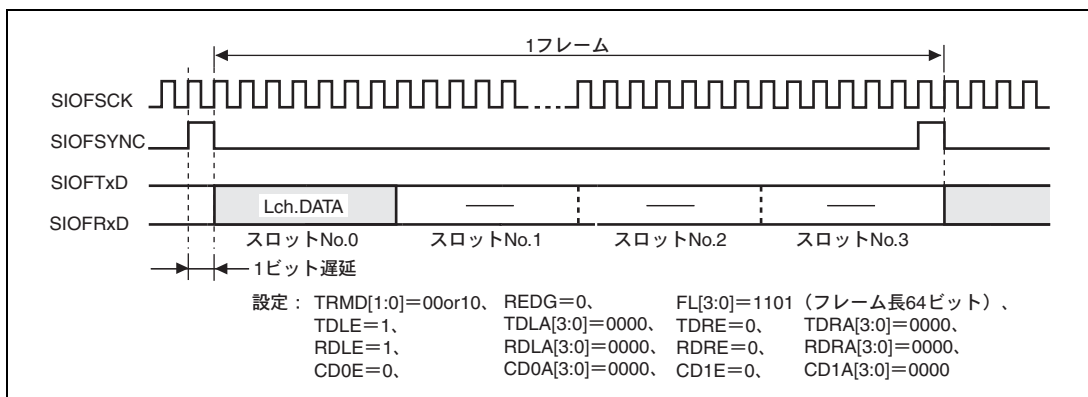 1フレーム
SIOFSCK
SIOFSYNC
SIOFTxD
SIOFRxD
Lch.DATA
スロットNo.0 スロットNo.1 スロットNo.2 スロットNo.3
1ビット遅延
設定： TRMD[1:0]＝00or10、 REDG＝0、 FL[3:0]＝1101（フレーム長64ビット）、
TDLE＝1、 TDLA[3:0]＝0000、 TDRE＝0、 TDRA[3:0]＝0000、
RDLE＝1、 RDLA[3:0]＝0000、 RDRE＝0、 RDRA[3:0]＝0000、
CD0E＝0、 CD0A[3:0]＝0000、 CD1E＝0、 CD1A[3:0]＝0000